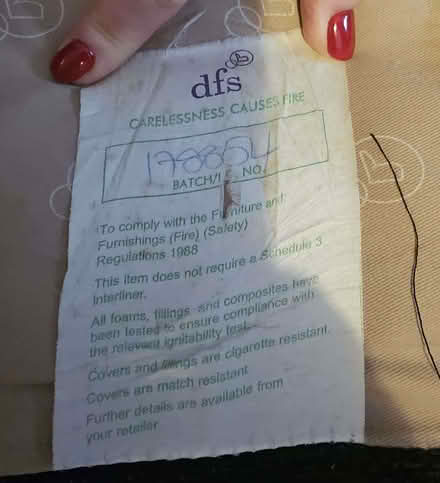 dfs
CARELESSNESS CAUSES FIRE
BATCH/I NO.
To comply with the Furniture and
Furnishings (Fire) (Safety)
Regulations 1988
This item does not require a Schedule 3
Interliner.
All foams, fillings and composites have
been tested to ensure compliance with
the relevant ignitability test.
Covers and fillings are cigarette resistant.
Covers are match resistant
Further details are available from
your retailer